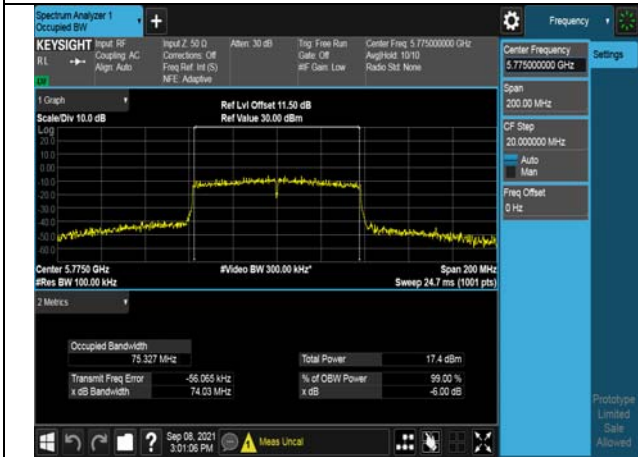 Spectrum Analyzer 1
Occupied BW
Frequency
KEYSIGHT
RL
Input: RF
Coupling: AC
Align: Auto
Input Z: 50 Ω
Corrections: Off
Freq Ref: Int (S)
NFE: Adaptive
Atten: 30 dB
Trig: Free Run
Gate: Off
#IF Gain: Low
Center Freq: 5.775000000 GHz
Avg|Hold: 10/10
Radio Std: None
Center Frequency
5.775000000 GHz
Settings
Span
200.00 MHz
CF Step
20.000000 MHz
Auto
Man
Freq Offset
0 Hz
1 Graph
Scale/Div 10.0 dB
Ref Lvl Offset 11.50 dB
Ref Value 30.00 dBm
Log
20.0
10.0
0.00
-10.0
-20.0
-30.0
-40.0
-50.0
-60.0
Center 5.7750 GHz
#Res BW 100.00 kHz
#Video BW 300.00 kHz*
Span 200 MHz
Sweep 24.7 ms (1001 pts)
2 Metrics
Occupied Bandwidth
75.327 MHz
Total Power
17.4 dBm
Transmit Freq Error
-56.065 kHz
% of OBW Power
99.00 %
x dB Bandwidth
74.03 MHz
x dB
-6.00 dB
Prototype
Limited
Sale
Allowed
Sep 08, 2021
3:01:06 PM
Meas Uncal